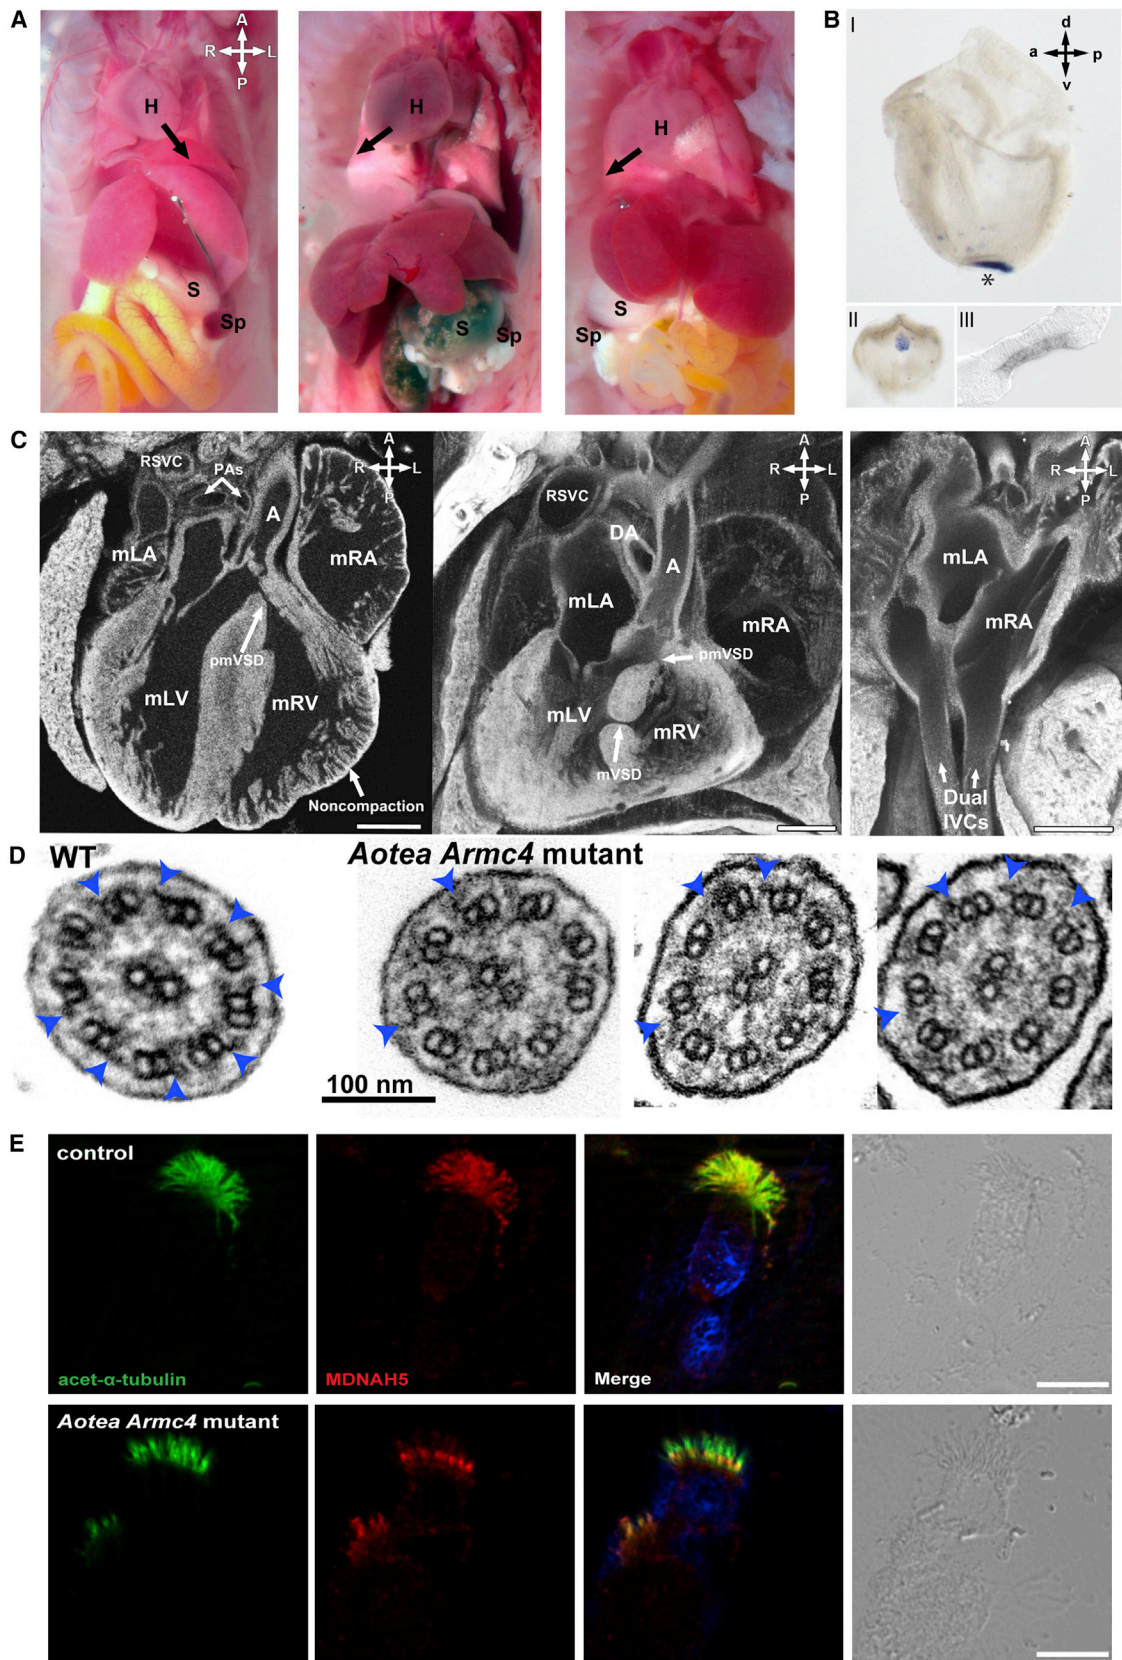 A
A
R L
P
H
S
Sp
H
S
Sp
H
S
Sp
B
I
d
a p
v
*
II
III
C
RSVC
PAs
A
mLA
mRA
pmVSD
mLV
mRV
Noncompaction
A
R L
P
RSVC
DA
A
mLA
mRA
pmVSD
mLV
mRV
mVSD
A
R L
P
A
R L
P
mLA
mRA
Dual
IVCs
D
WT
Aotea Armc4 mutant
100 nm
E
control
acet-α-tubulin
MDNAH5
Merge
Aotea Armc4 mutant